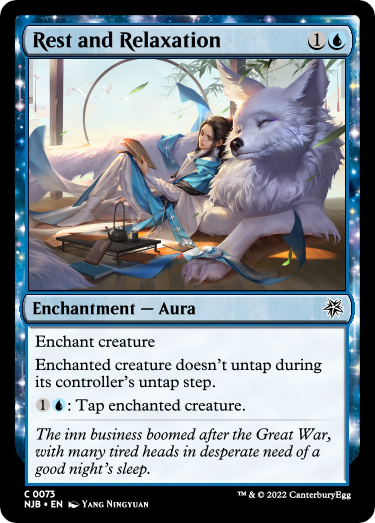 Rest and Relaxation 1
Enchantment — Aura
Enchant creature
Enchanted creature doesn't untap during
its controller's untap step.
1 : Tap enchanted creature.
The inn business boomed after the Great War,
with many tired heads in desperate need of a
good night's sleep.
C 0073
NJB • EN Yang Ningyuan
™ & © 2022 CanterburyEgg